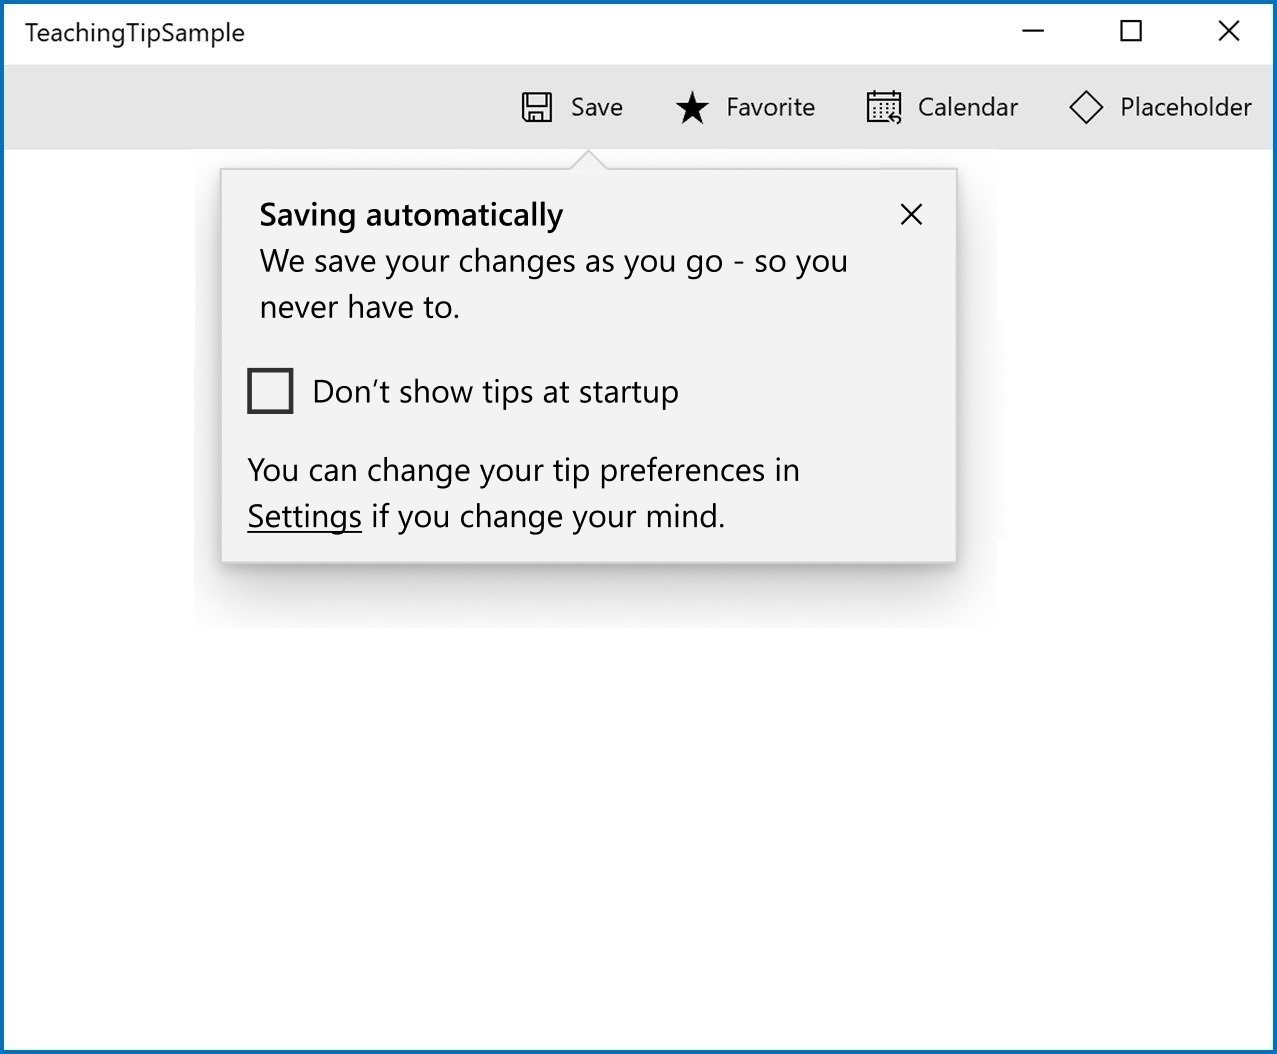 TeachingTipSample
Save Favorite Calendar Placeholder
Saving automatically
We save your changes as you go - so you
never have to.
Don’t show tips at startup
You can change your tip preferences in
Settings if you change your mind.